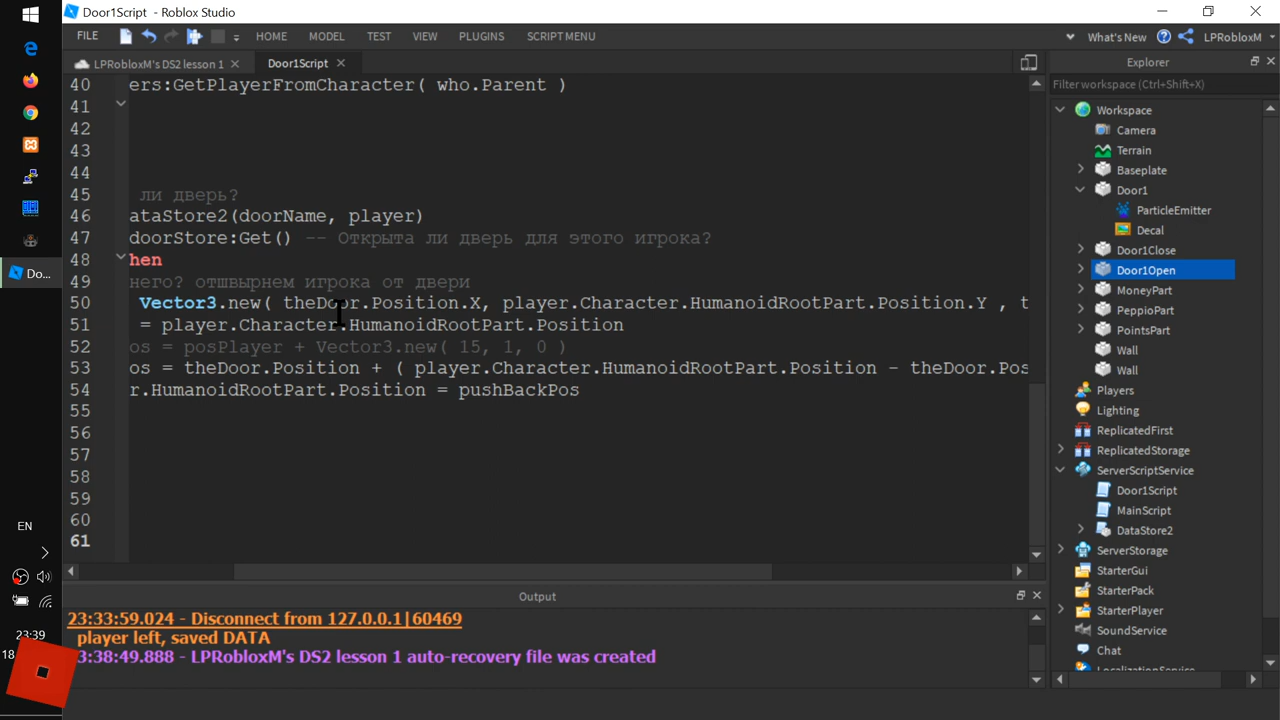 Door1Script - Roblox Studio
FILE HOME MODEL TEST VIEW PLUGINS SCRIPT MENU What's New LPRobloxM
LPRobloxM's DS2 lesson 1 Door1Script
40 ers:GetPlayerFromCharacter( who.Parent )
41
42
43
44
45 ли дверь?
46 ataStore2(doorName, player)
47 doorStore:Get() -- Открыта ли дверь для этого игрока?
48 hen
49 него? отшвырнем игрока от двери
50 Vector3.new( theDoor.Position.X, player.Character.HumanoidRootPart.Position.Y , t
51 = player.Character.HumanoidRootPart.Position
52 os = posPlayer + Vector3.new( 15, 1, 0 )
53 os = theDoor.Position + ( player.Character.HumanoidRootPart.Position - theDoor.Pos
54 r.HumanoidRootPart.Position = pushBackPos
55
56
57
58
59
60
61
Output
23:33:59.024 - Disconnect from 127.0.0.1|60469
player left, saved DATA
3:38:49.888 - LPRobloxM's DS2 lesson 1 auto-recovery file was created
Explorer
Filter workspace (Ctrl+Shift+X)
Workspace
Camera
Terrain
Baseplate
Door1
ParticleEmitter
Decal
Door1Close
Door1Open
MoneyPart
PeppioPart
PointsPart
Wall
Wall
Players
Lighting
ReplicatedFirst
ReplicatedStorage
ServerScriptService
Door1Script
MainScript
DataStore2
ServerStorage
StarterGui
StarterPack
StarterPlayer
SoundService
Chat
LocalizationService
Do...
EN
23:39
18